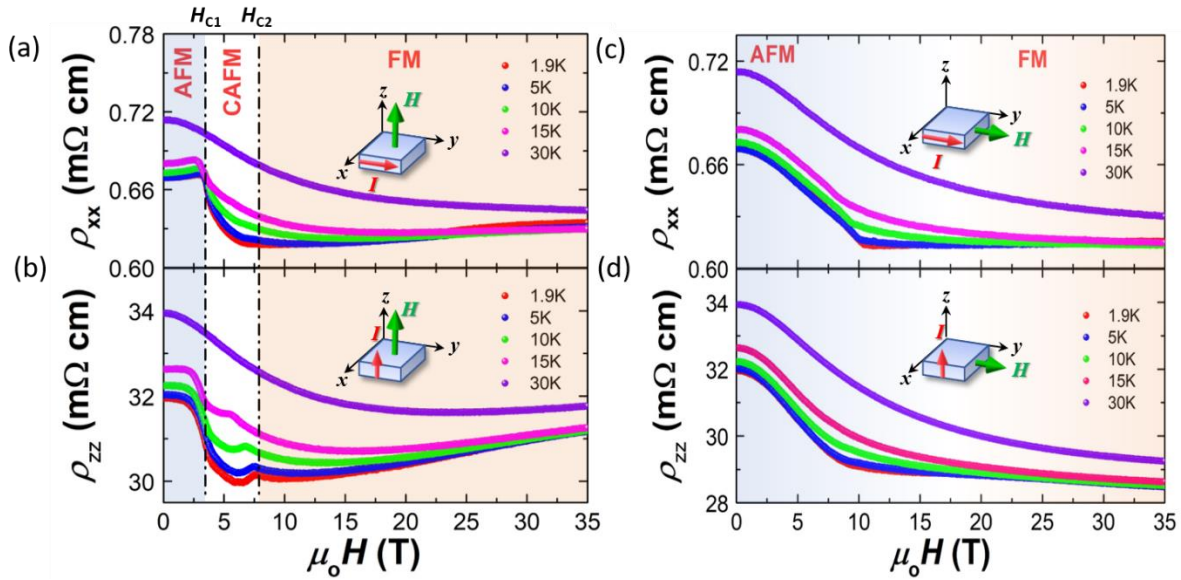 H_C1 H_C2
(a)
0.78
0.72
0.66
0.60
ρ_xx (mΩ cm)
AFM
CAFM
FM
z
H
y
x
I
1.9K
5K
10K
15K
30K
(b)
34
32
30
ρ_zz (mΩ cm)
z
I
H
y
x
1.9K
5K
10K
15K
30K
0 5 10 15 20 25 30 35
μ_oH (T)
(c)
0.72
0.66
0.60
ρ_xx (mΩ cm)
AFM
FM
z
y
H
x
I
1.9K
5K
10K
15K
30K
(d)
34
32
29
28
ρ_zz (mΩ cm)
z
I
y
H
x
1.9K
5K
10K
15K
30K
0 5 10 15 20 25 30 35
μ_oH (T)